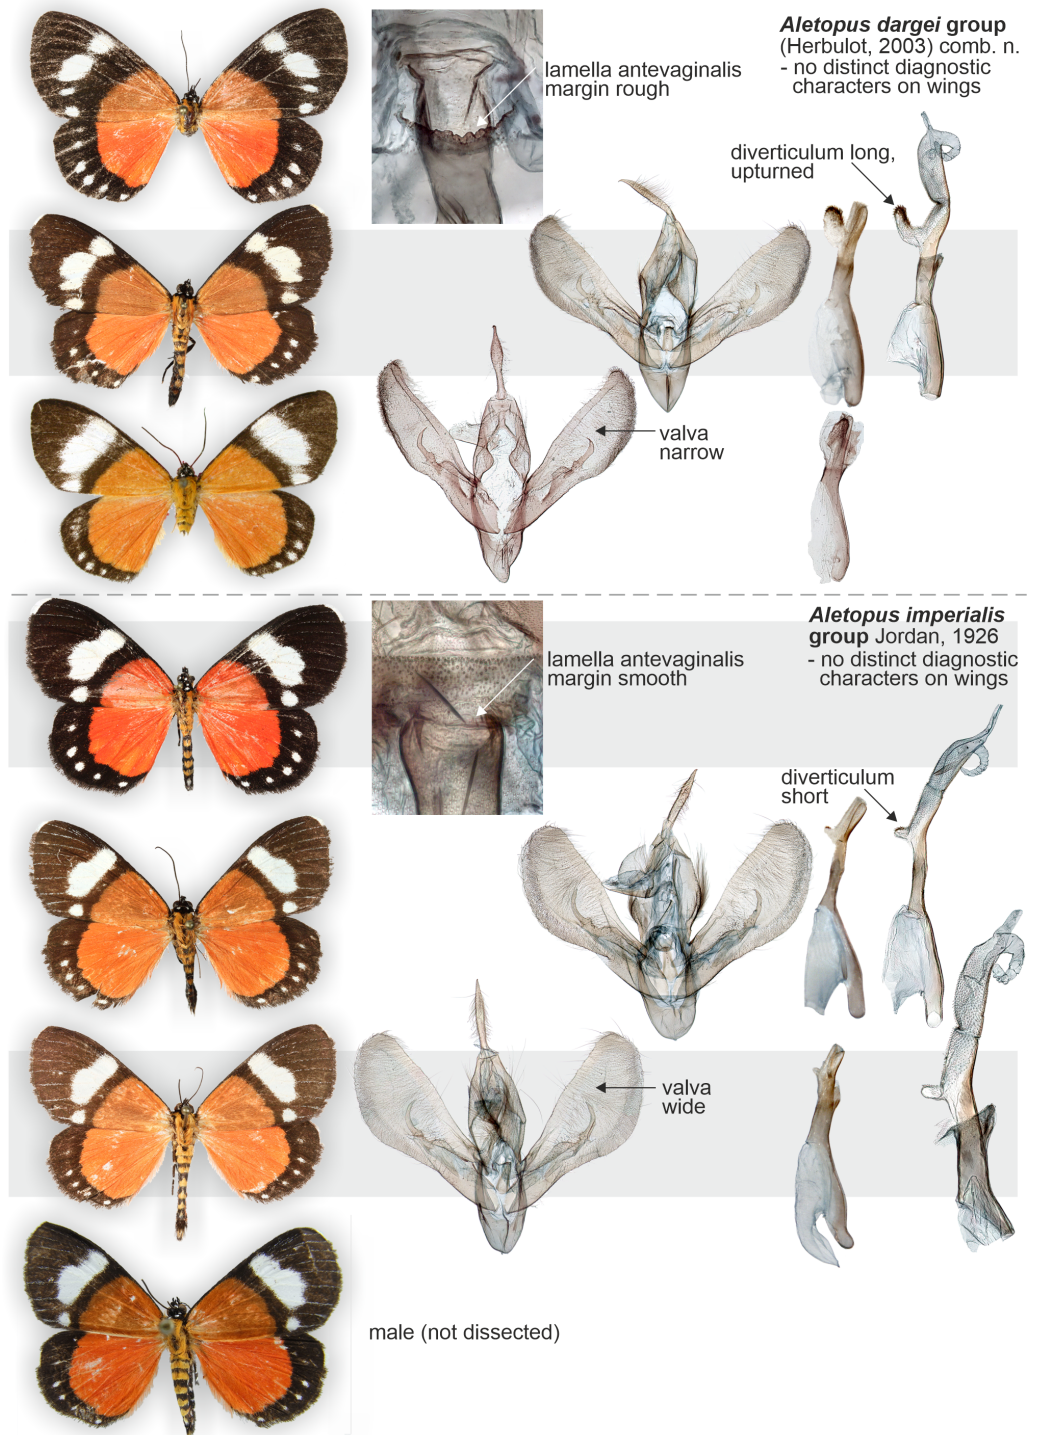 Aletopus dargei group
(Herbulot, 2003) comb. n.
- no distinct diagnostic
characters on wings
lamella antevaginalis
margin rough
diverticulum long,
upturned
valva
narrow
Aletopus imperialis
group Jordan, 1926
- no distinct diagnostic
characters on wings
lamella antevaginalis
margin smooth
diverticulum
short
valva
wide
male (not dissected)